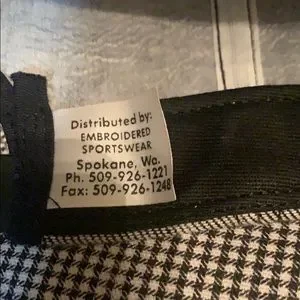 Distributed by:
EMBROIDERED
SPORTSWEAR
Spokane, Wa.
Ph. 509-926-1221
Fax: 509-926-1248